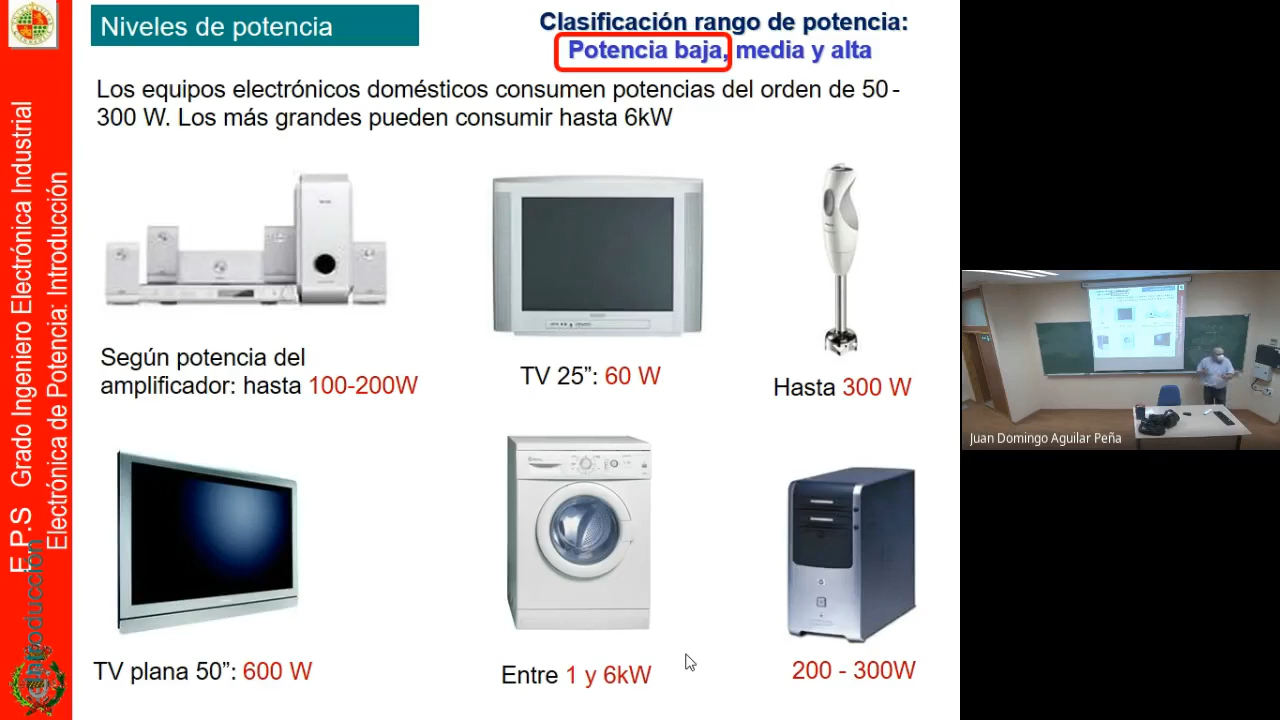 Niveles de potencia
Clasificación rango de potencia:
Potencia baja, media y alta
Los equipos electrónicos domésticos consumen potencias del orden de 50-
300 W. Los más grandes pueden consumir hasta 6kW
Según potencia del
amplificador: hasta 100-200W
TV 25”: 60 W
Hasta 300 W
TV plana 50”: 600 W
Entre 1 y 6kW
200 - 300W
E.P.S Grado Ingeniero Electrónica Industrial
Electrónica de Potencia: Introducción
Introducción
Juan Domingo Aguilar Peña